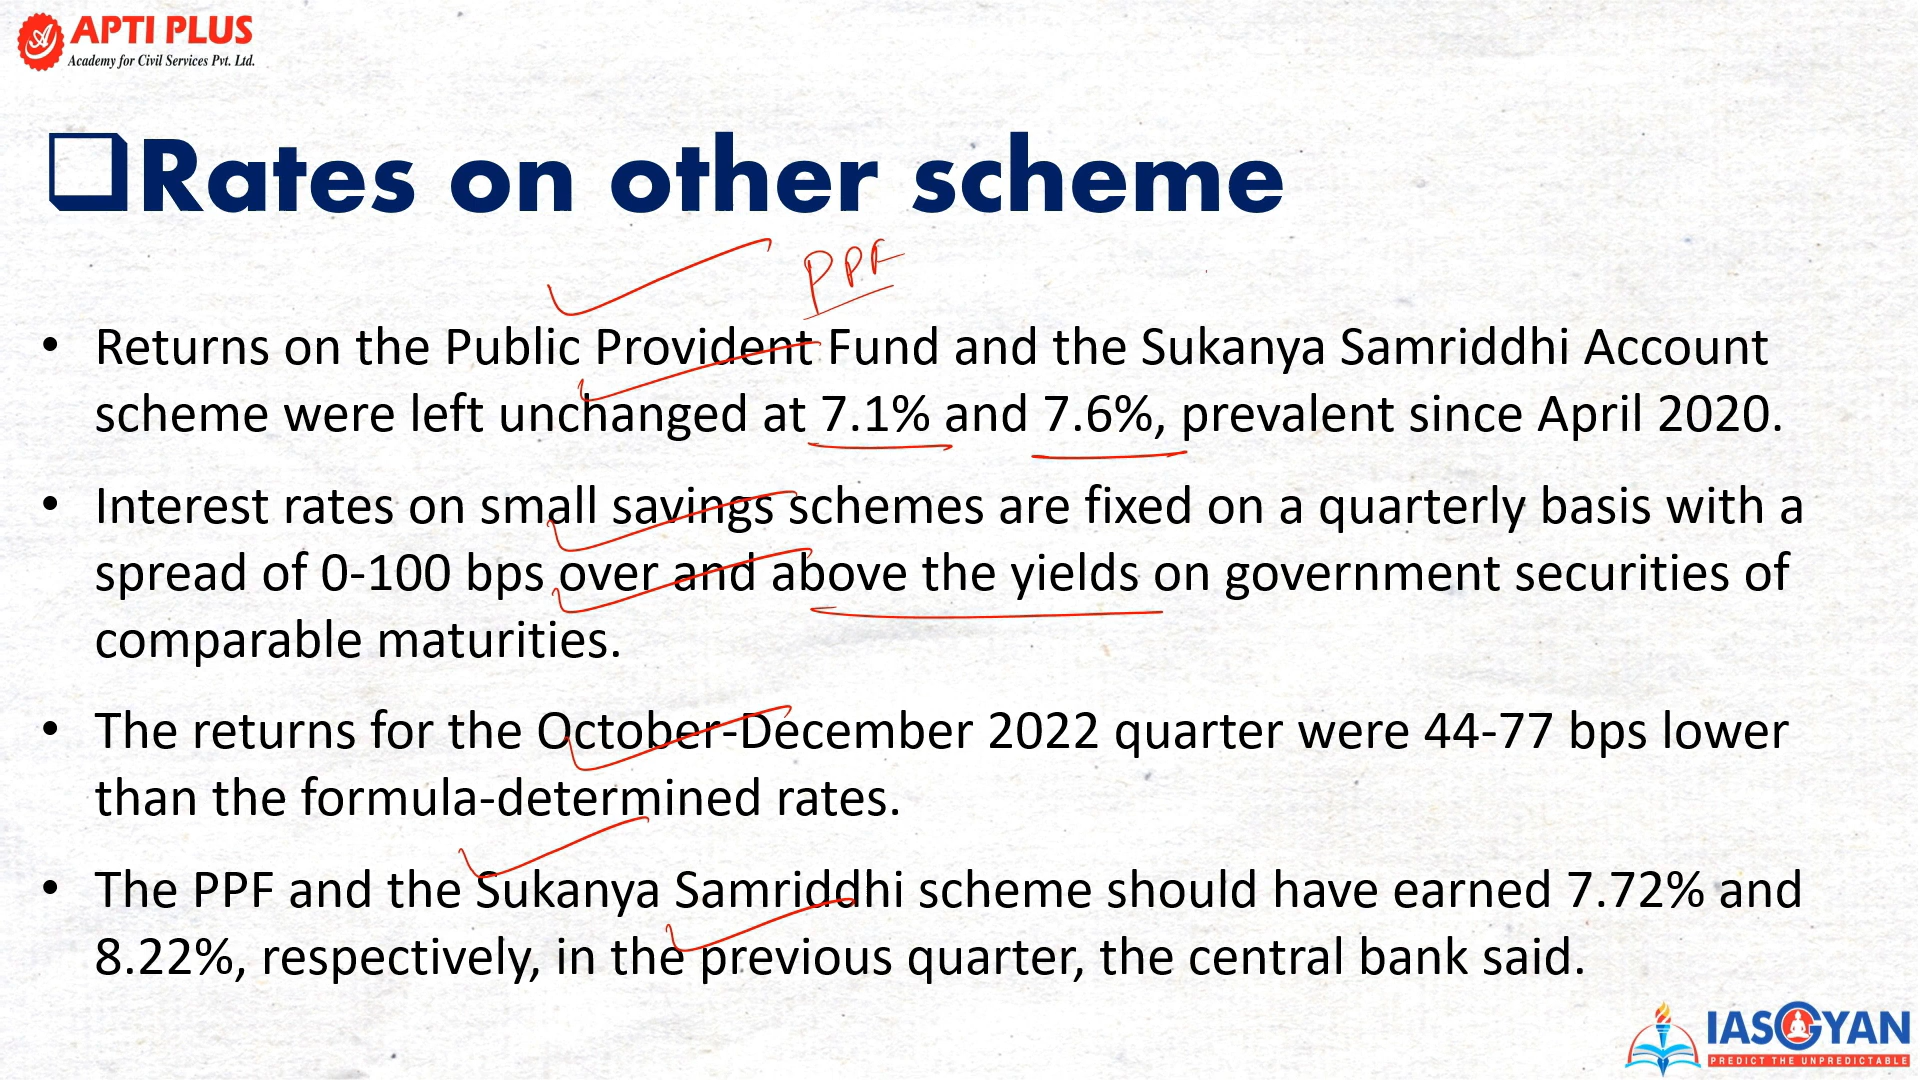 APTI PLUS
Academy for Civil Services Pvt. Ltd.
❑Rates on other scheme
PPF
• Returns on the Public Provident Fund and the Sukanya Samriddhi Account
scheme were left unchanged at 7.1% and 7.6%, prevalent since April 2020.
• Interest rates on small savings schemes are fixed on a quarterly basis with a
spread of 0-100 bps over and above the yields on government securities of
comparable maturities.
• The returns for the October-December 2022 quarter were 44-77 bps lower
than the formula-determined rates.
• The PPF and the Sukanya Samriddhi scheme should have earned 7.72% and
8.22%, respectively, in the previous quarter, the central bank said.
IASGYAN
PREDICT THE UNPREDICTABLE